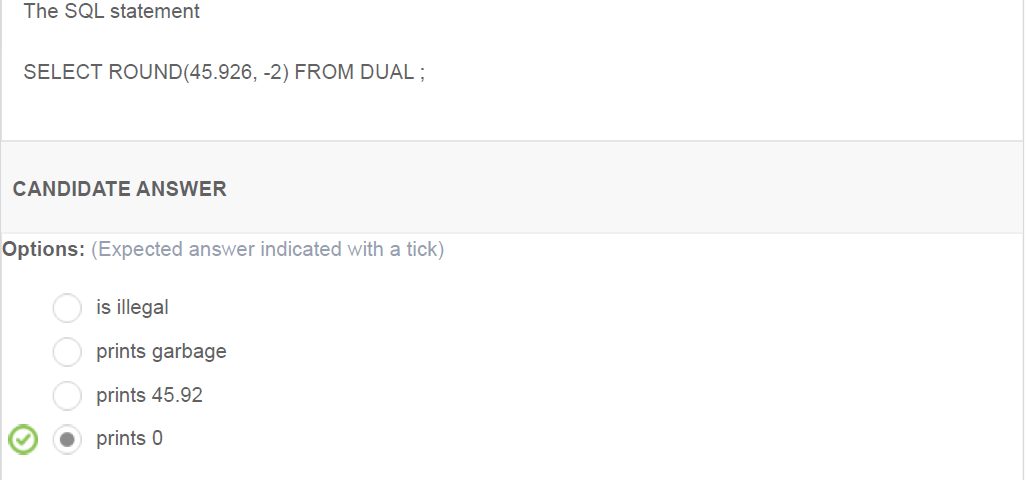 The SQL statement
SELECT ROUND(45.926, -2) FROM DUAL ;
CANDIDATE ANSWER
Options: (Expected answer indicated with a tick)
is illegal
prints garbage
prints 45.92
prints 0